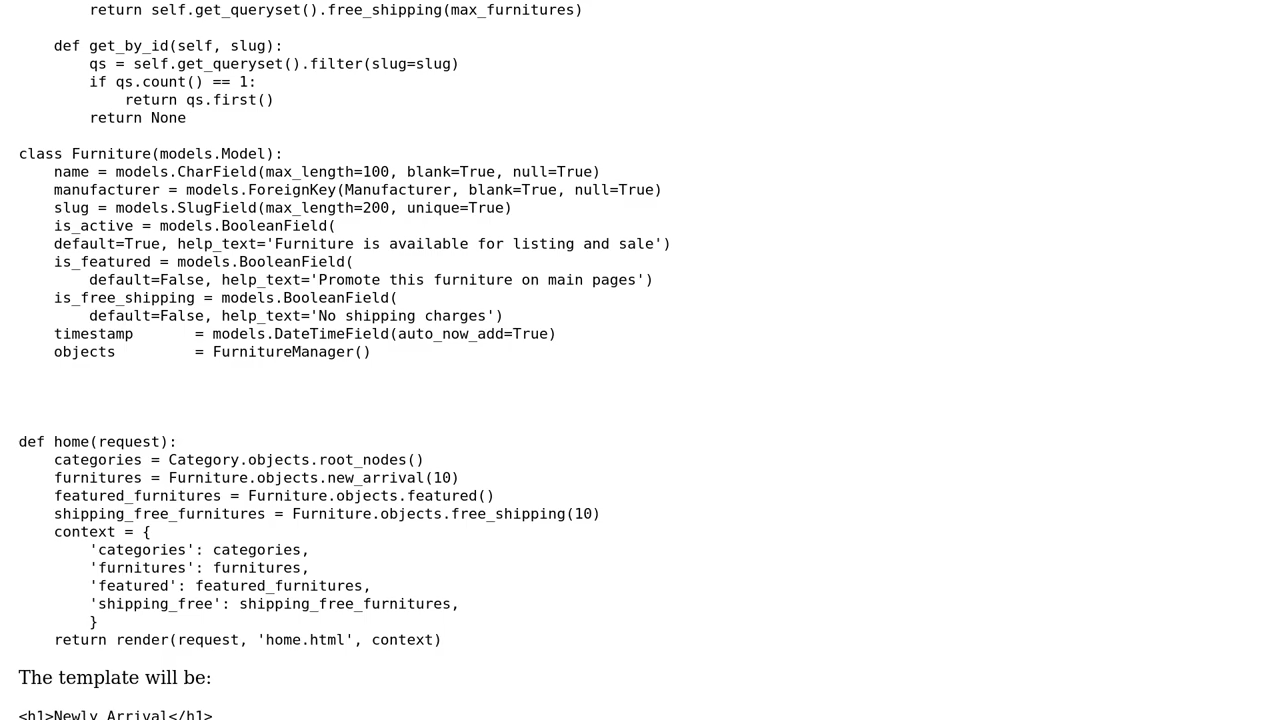 return self.get_queryset().free_shipping(max_furnitures)

    def get_by_id(self, slug):
        qs = self.get_queryset().filter(slug=slug)
        if qs.count() == 1:
            return qs.first()
        return None

class Furniture(models.Model):
    name = models.CharField(max_length=100, blank=True, null=True)
    manufacturer = models.ForeignKey(Manufacturer, blank=True, null=True)
    slug = models.SlugField(max_length=200, unique=True)
    is_active = models.BooleanField(
    default=True, help_text='Furniture is available for listing and sale')
    is_featured = models.BooleanField(
        default=False, help_text='Promote this furniture on main pages')
    is_free_shipping = models.BooleanField(
        default=False, help_text='No shipping charges')
    timestamp       = models.DateTimeField(auto_now_add=True)
    objects         = FurnitureManager()

def home(request):
    categories = Category.objects.root_nodes()
    furnitures = Furniture.objects.new_arrival(10)
    featured_furnitures = Furniture.objects.featured()
    shipping_free_furnitures = Furniture.objects.free_shipping(10)
    context = {
        'categories': categories,
        'furnitures': furnitures,
        'featured': featured_furnitures,
        'shipping_free': shipping_free_furnitures,
        }
    return render(request, 'home.html', context)

The template will be:

<h1>Newly Arrival</h1>